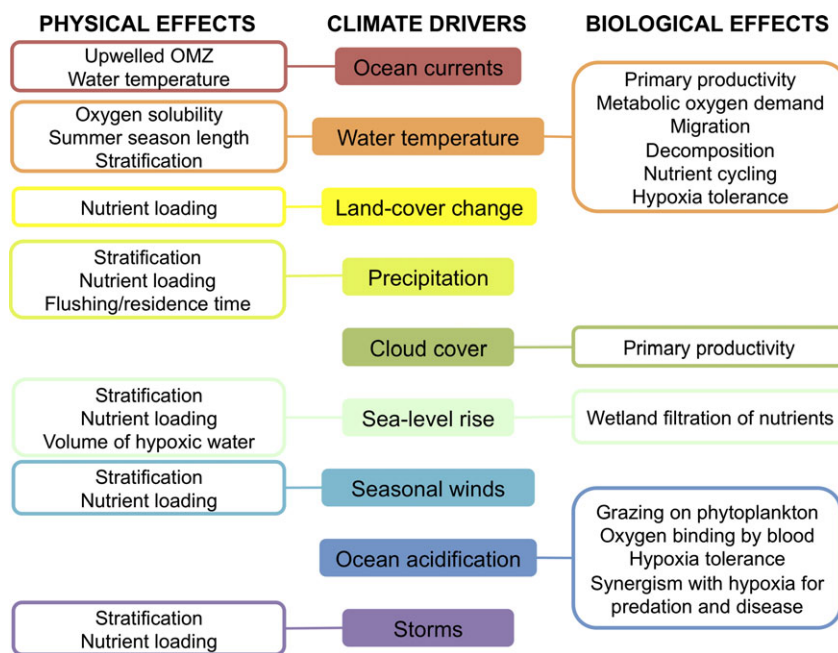 PHYSICAL EFFECTS
CLIMATE DRIVERS
BIOLOGICAL EFFECTS
Upwelled OMZ
Water temperature
Ocean currents
Oxygen solubility
Summer season length
Stratification
Water temperature
Primary productivity
Metabolic oxygen demand
Migration
Decomposition
Nutrient cycling
Hypoxia tolerance
Nutrient loading
Land-cover change
Stratification
Nutrient loading
Flushing/residence time
Precipitation
Cloud cover
Primary productivity
Stratification
Nutrient loading
Volume of hypoxic water
Sea-level rise
Wetland filtration of nutrients
Stratification
Nutrient loading
Seasonal winds
Ocean acidification
Grazing on phytoplankton
Oxygen binding by blood
Hypoxia tolerance
Synergism with hypoxia for
predation and disease
Stratification
Nutrient loading
Storms